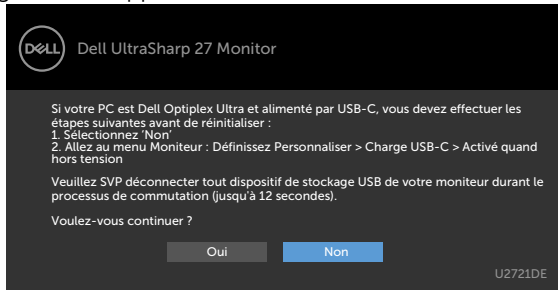 DELL
Dell UltraSharp 27 Monitor
Si votre PC est Dell Optiplex Ultra et alimenté par USB-C, vous devez effectuer les
étapes suivantes avant de réinitialiser :
1. Sélectionnez 'Non'
2. Allez au menu Moniteur : Définissez Personnaliser > Charge USB-C > Activé quand
hors tension
Veuillez SVP déconnecter tout dispositif de stockage USB de votre moniteur durant le
processus de commutation (jusqu'à 12 secondes).
Voulez-vous continuer ?
Oui Non
U2721DE